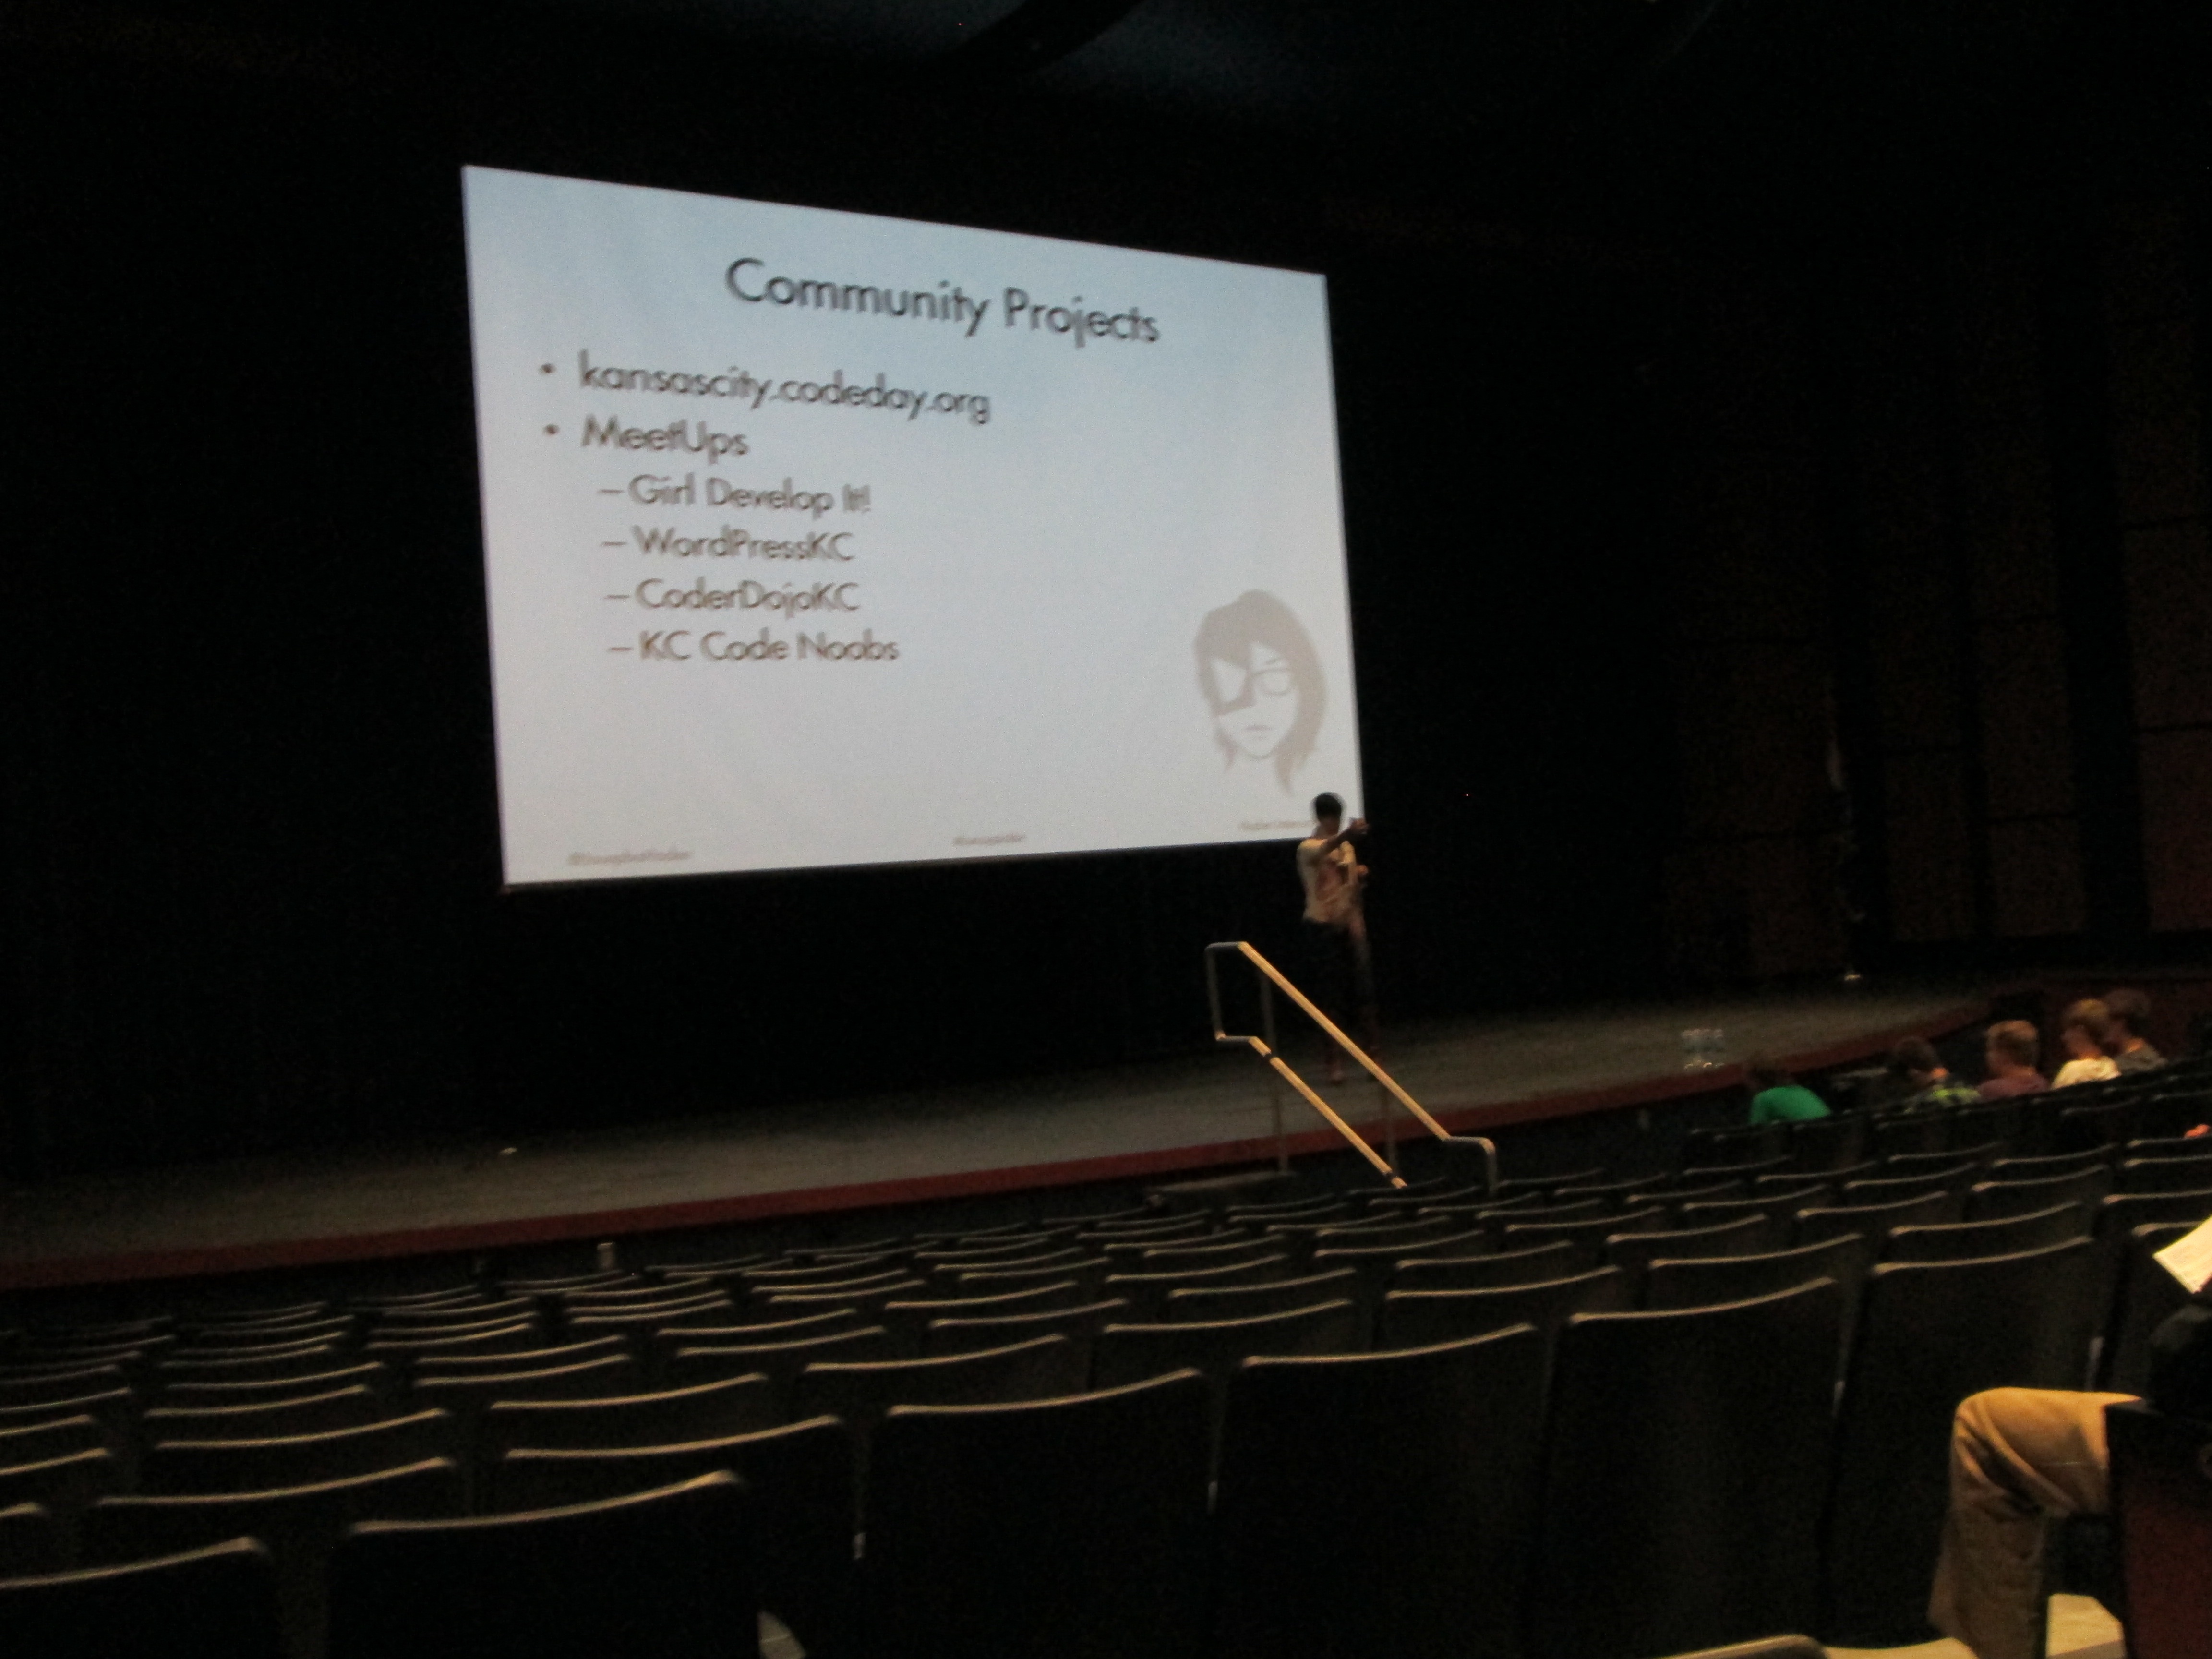 Community Projects
• kansascity.codeday.org
• MeetUps
– Girl Develop It!
– WordPressKC
– CoderDojoKC
– KC Code Noobs